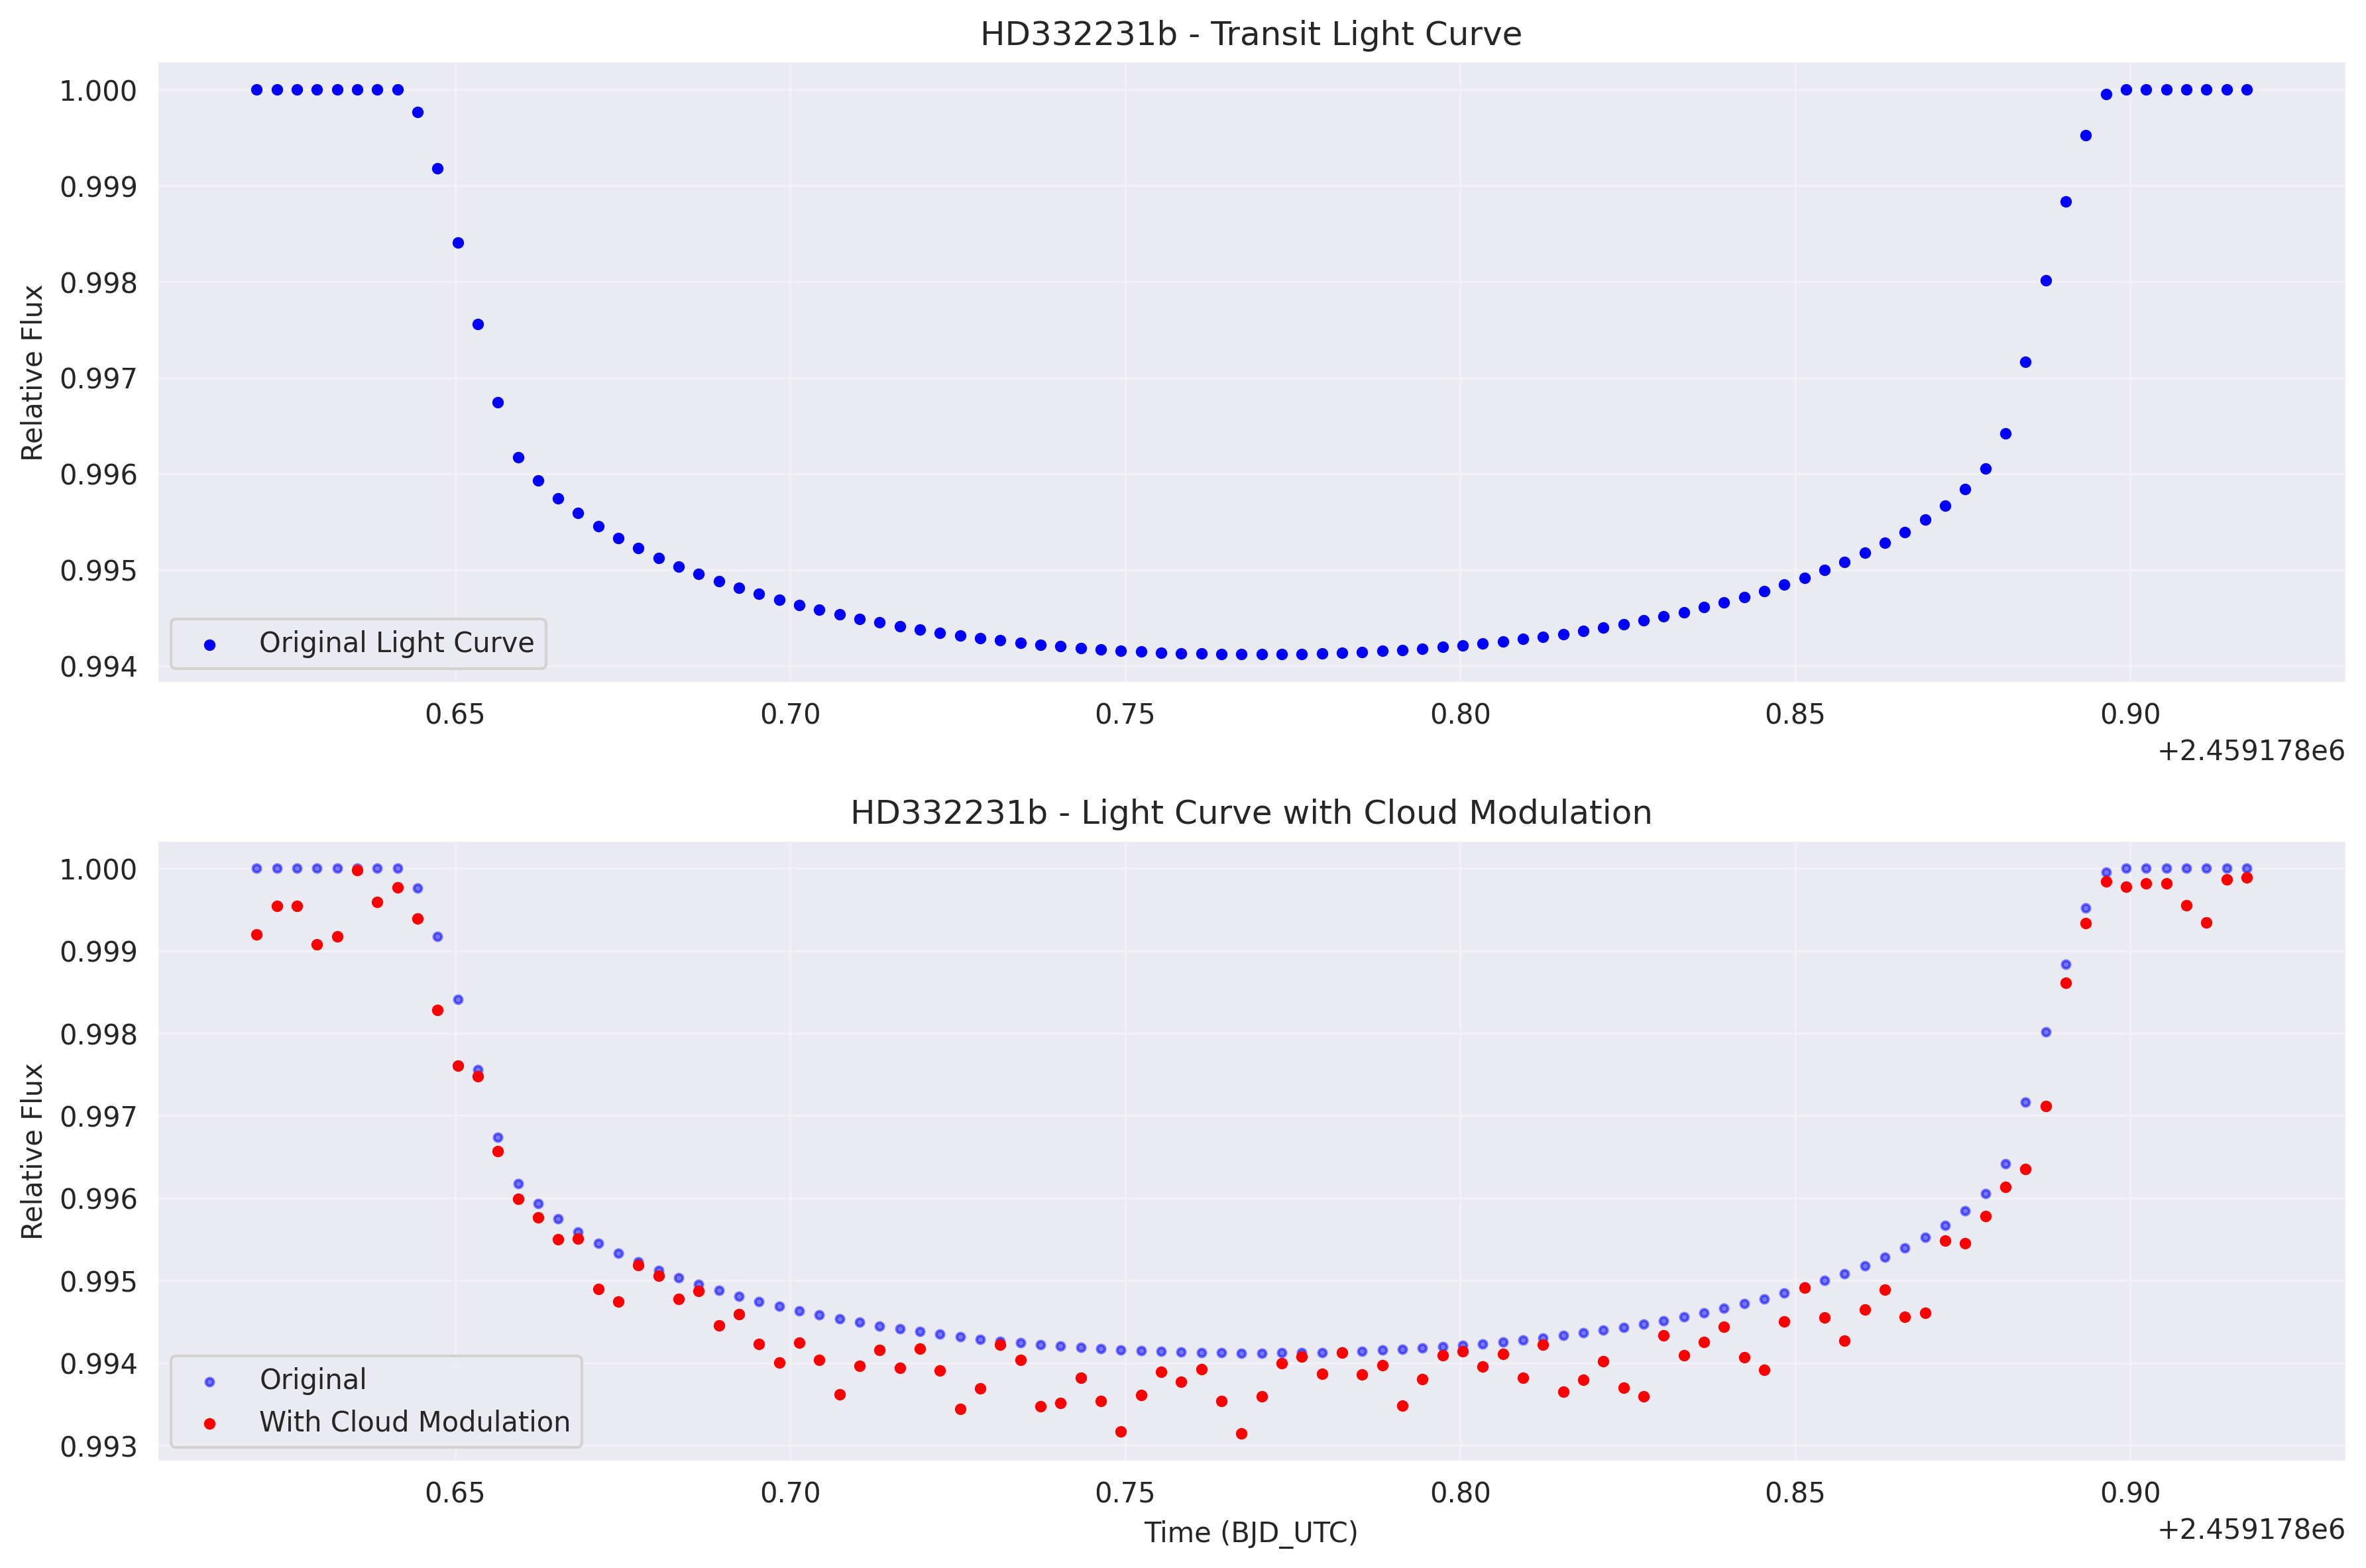 HD332231b - Transit Light Curve
Relative Flux
1.000
0.999
0.998
0.997
0.996
0.995
0.994
Original Light Curve
0.65 0.70 0.75 0.80 0.85 0.90
+2.459178e6
HD332231b - Light Curve with Cloud Modulation
Relative Flux
1.000
0.999
0.998
0.997
0.996
0.995
0.994
0.993
Original
With Cloud Modulation
0.65 0.70 0.75 0.80 0.85 0.90
Time (BJD_UTC)
+2.459178e6